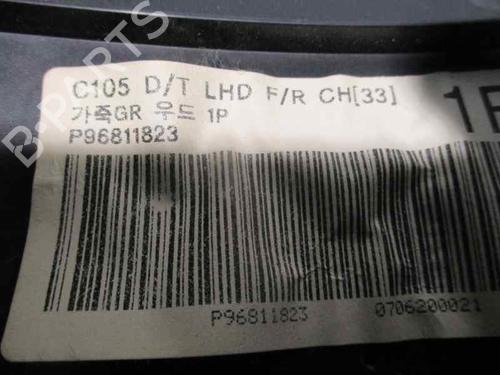 C105 D/T LHD F/R CH[33]
가죽GR 우드 1P
P96811823
P96811823
0706200021
B-PARTS